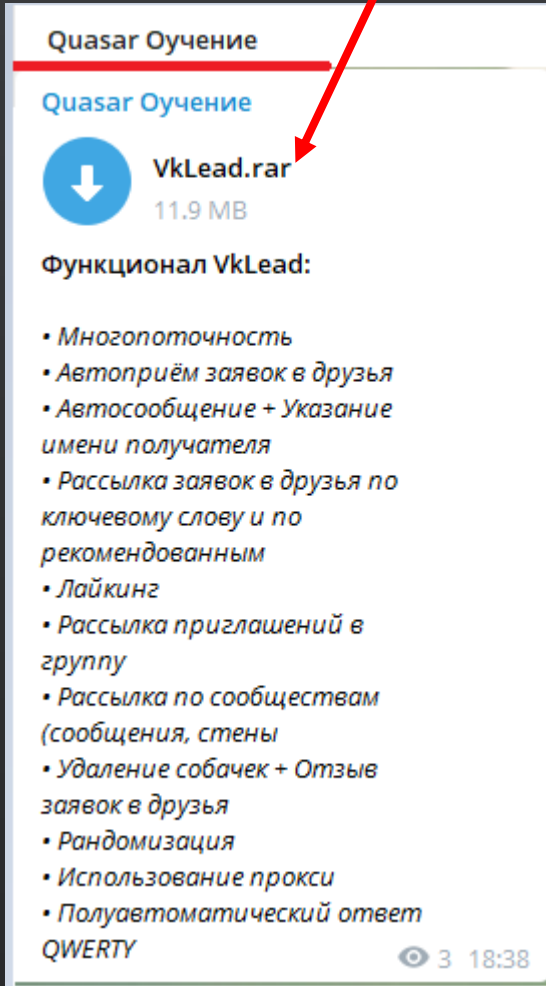 Quasar Оучение
Quasar Оучение
VkLead.rar
11.9 MB
Функционал VkLead:
• Многопоточность
• Автоприём заявок в друзья
• Автосообщение + Указание
имени получателя
• Рассылка заявок в друзья по
ключевому слову и по
рекомендованным
• Лайкинг
• Рассылка приглашений в
группу
• Рассылка по сообществам
(сообщения, стены
• Удаление собачек + Отзыв
заявок в друзья
• Рандомизация
• Использование прокси
• Полуавтоматический ответ
QWERTY 3 18:38